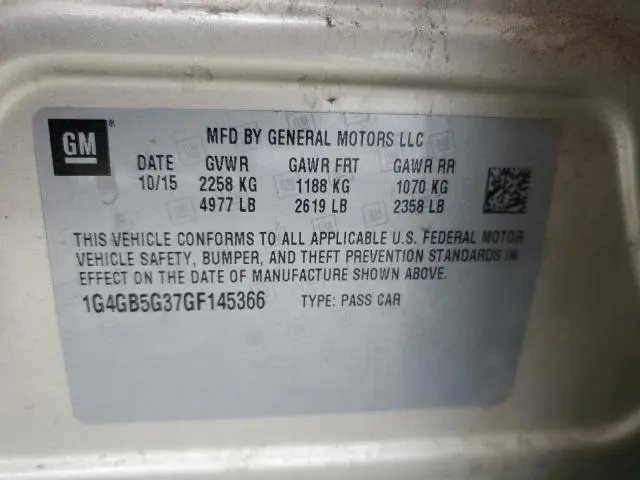 GM®
MFD BY GENERAL MOTORS LLC
DATE GVWR GAWR FRT GAWR RR
10/15 2258 KG 1188 KG 1070 KG
4977 LB 2619 LB 2358 LB
THIS VEHICLE CONFORMS TO ALL APPLICABLE U.S. FEDERAL MOTOR
VEHICLE SAFETY, BUMPER, AND THEFT PREVENTION STANDARDS IN
EFFECT ON THE DATE OF MANUFACTURE SHOWN ABOVE.
1G4GB5G37GF145366 TYPE: PASS CAR